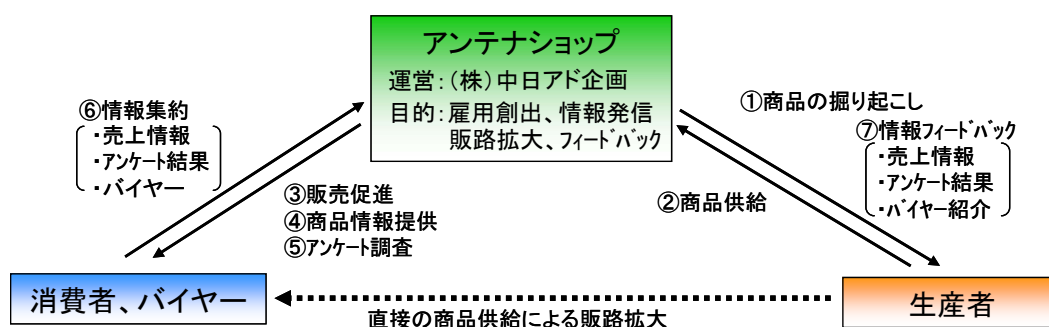 アンテナショップ
運営：(株)中日アド企画
目的：雇用創出、情報発信
販路拡大、フィードバック
⑥情報集約
・売上情報
・アンケート結果
・バイヤー
①商品の掘り起こし
⑦情報フィードバック
・売上情報
・アンケート結果
・バイヤー紹介
③販売促進
④商品情報提供
⑤アンケート調査
②商品供給
消費者、バイヤー
生産者
直接の商品供給による販路拡大